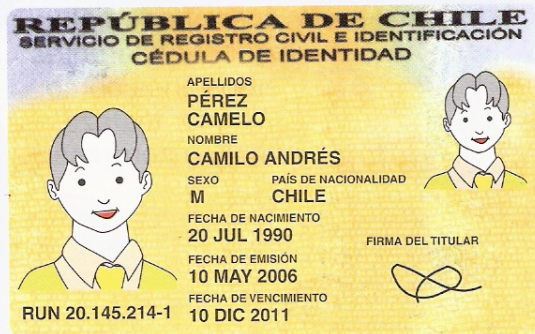 REPÚBLICA DE CHILE
SERVICIO DE REGISTRO CIVIL E IDENTIFICACIÓN
CÉDULA DE IDENTIDAD
APELLIDOS
PÉREZ
CAMELO
NOMBRE
CAMILO ANDRÉS
SEXO PAÍS DE NACIONALIDAD
M CHILE
FECHA DE NACIMIENTO
20 JUL 1990
FIRMA DEL TITULAR
FECHA DE EMISIÓN
10 MAY 2006
FECHA DE VENCIMIENTO
RUN 20.145.214-1 10 DIC 2011